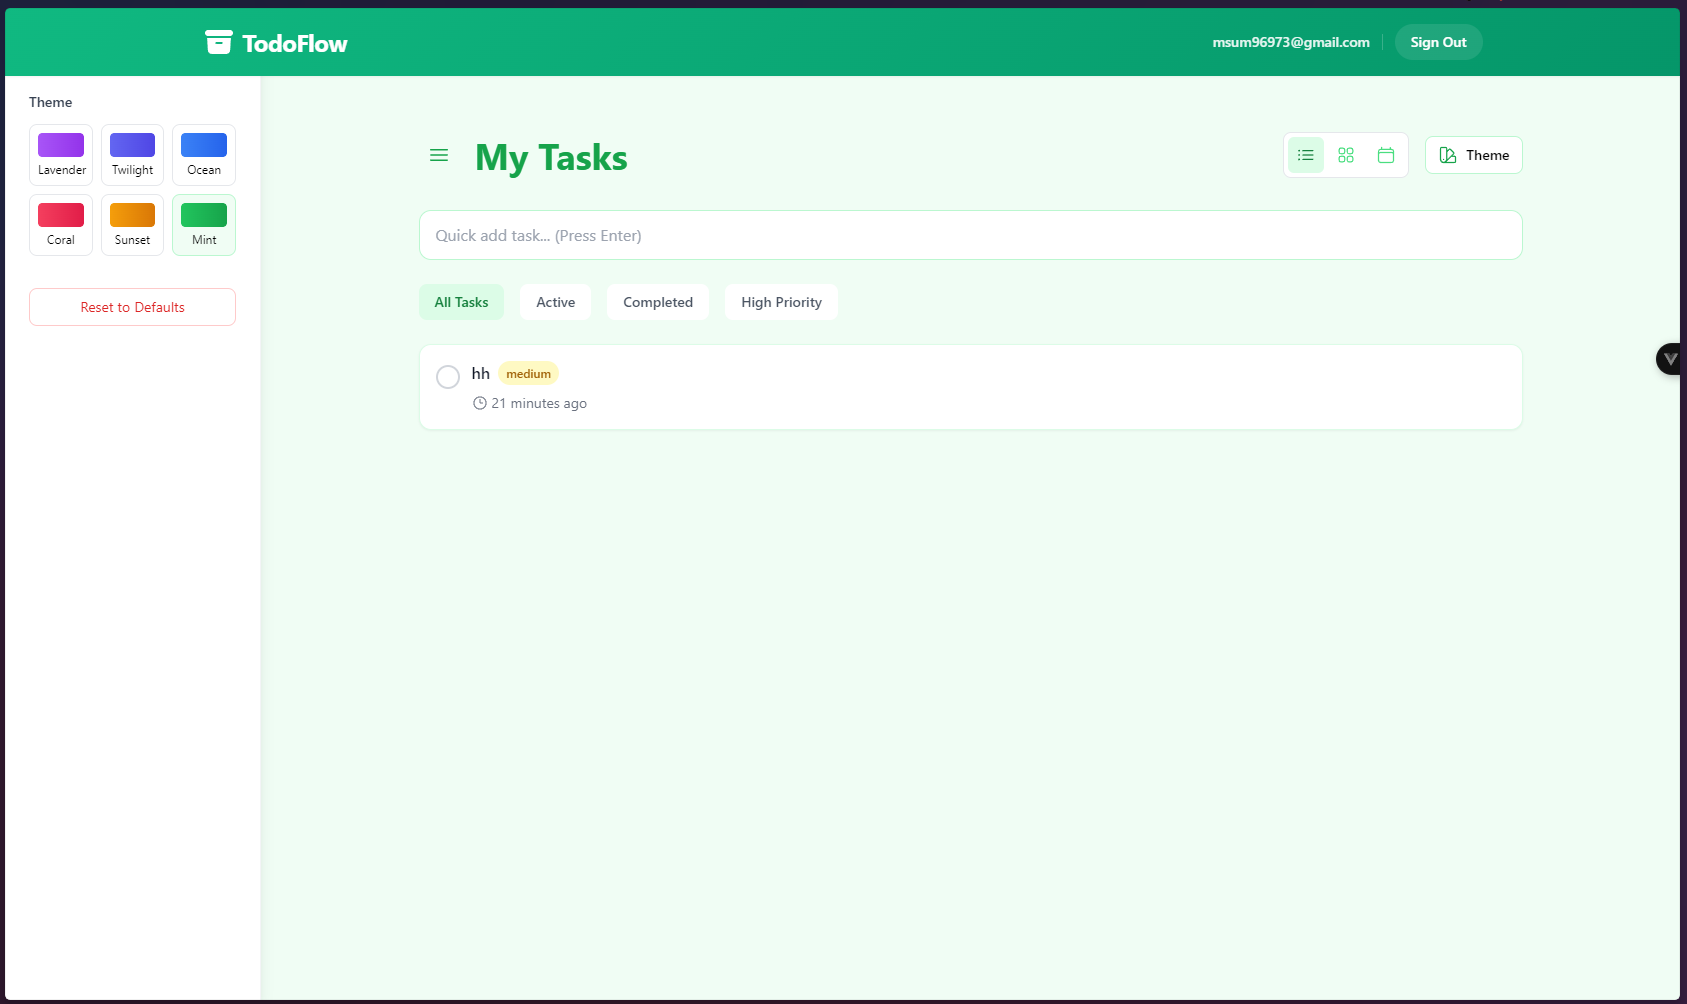 TodoFlow
msum96973@gmail.com
Sign Out
Theme
Lavender
Twilight
Ocean
Coral
Sunset
Mint
Reset to Defaults
My Tasks
Theme
Quick add task... (Press Enter)
All Tasks
Active
Completed
High Priority
hh medium
21 minutes ago